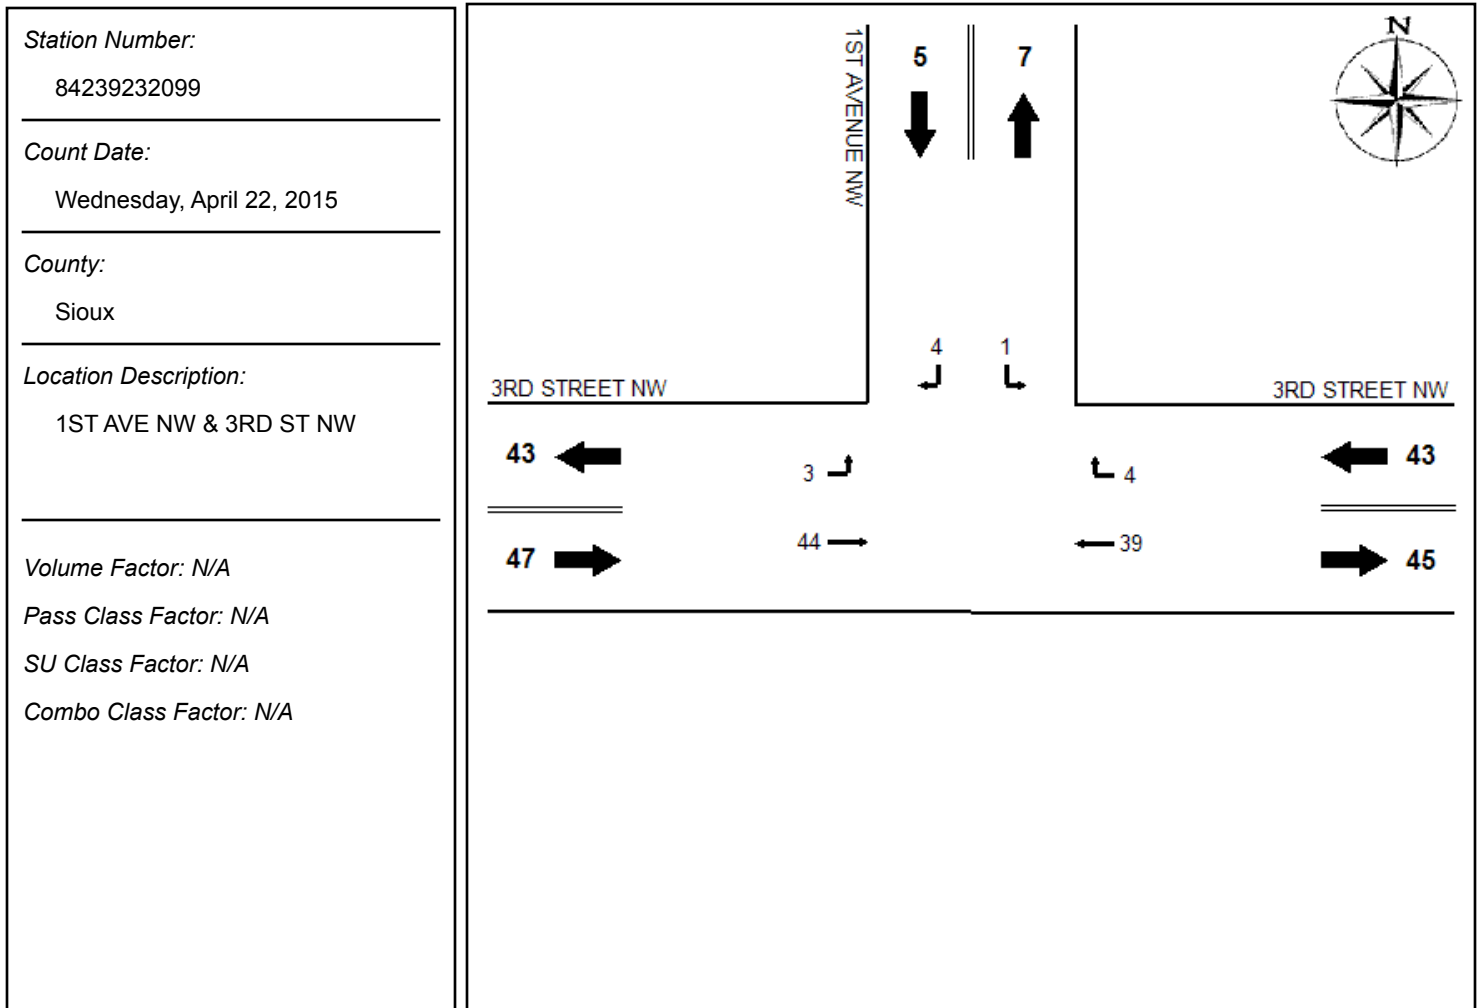 Station Number:
84239232099
Count Date:
Wednesday, April 22, 2015
County:
Sioux
Location Description:
1ST AVE NW & 3RD ST NW
Volume Factor: N/A
Pass Class Factor: N/A
SU Class Factor: N/A
Combo Class Factor: N/A
N
1ST AVENUE NW
5 7
4 1
3RD STREET NW 3RD STREET NW
43 43
3 4
44 39
47 45